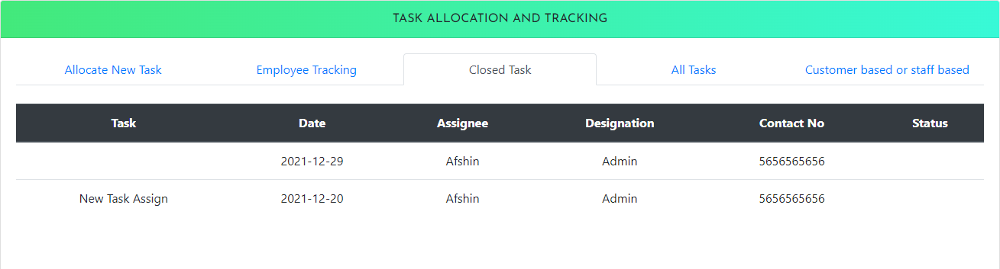 TASK ALLOCATION AND TRACKING
Allocate New Task Employee Tracking Closed Task All Tasks Customer based or staff based
Task Date Assignee Designation Contact No Status
2021-12-29 Afshin Admin 5656565656
New Task Assign 2021-12-20 Afshin Admin 5656565656